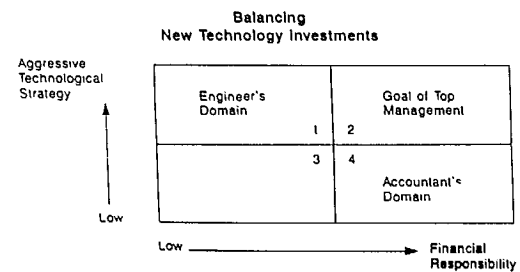 Balancing
New Technology Investments
Aggressive
Technological
Strategy
Engineer's
Domain
Goal of Top
Management
1 2
3 4
Accountant's
Domain
Low
Low
Financial
Responsibility